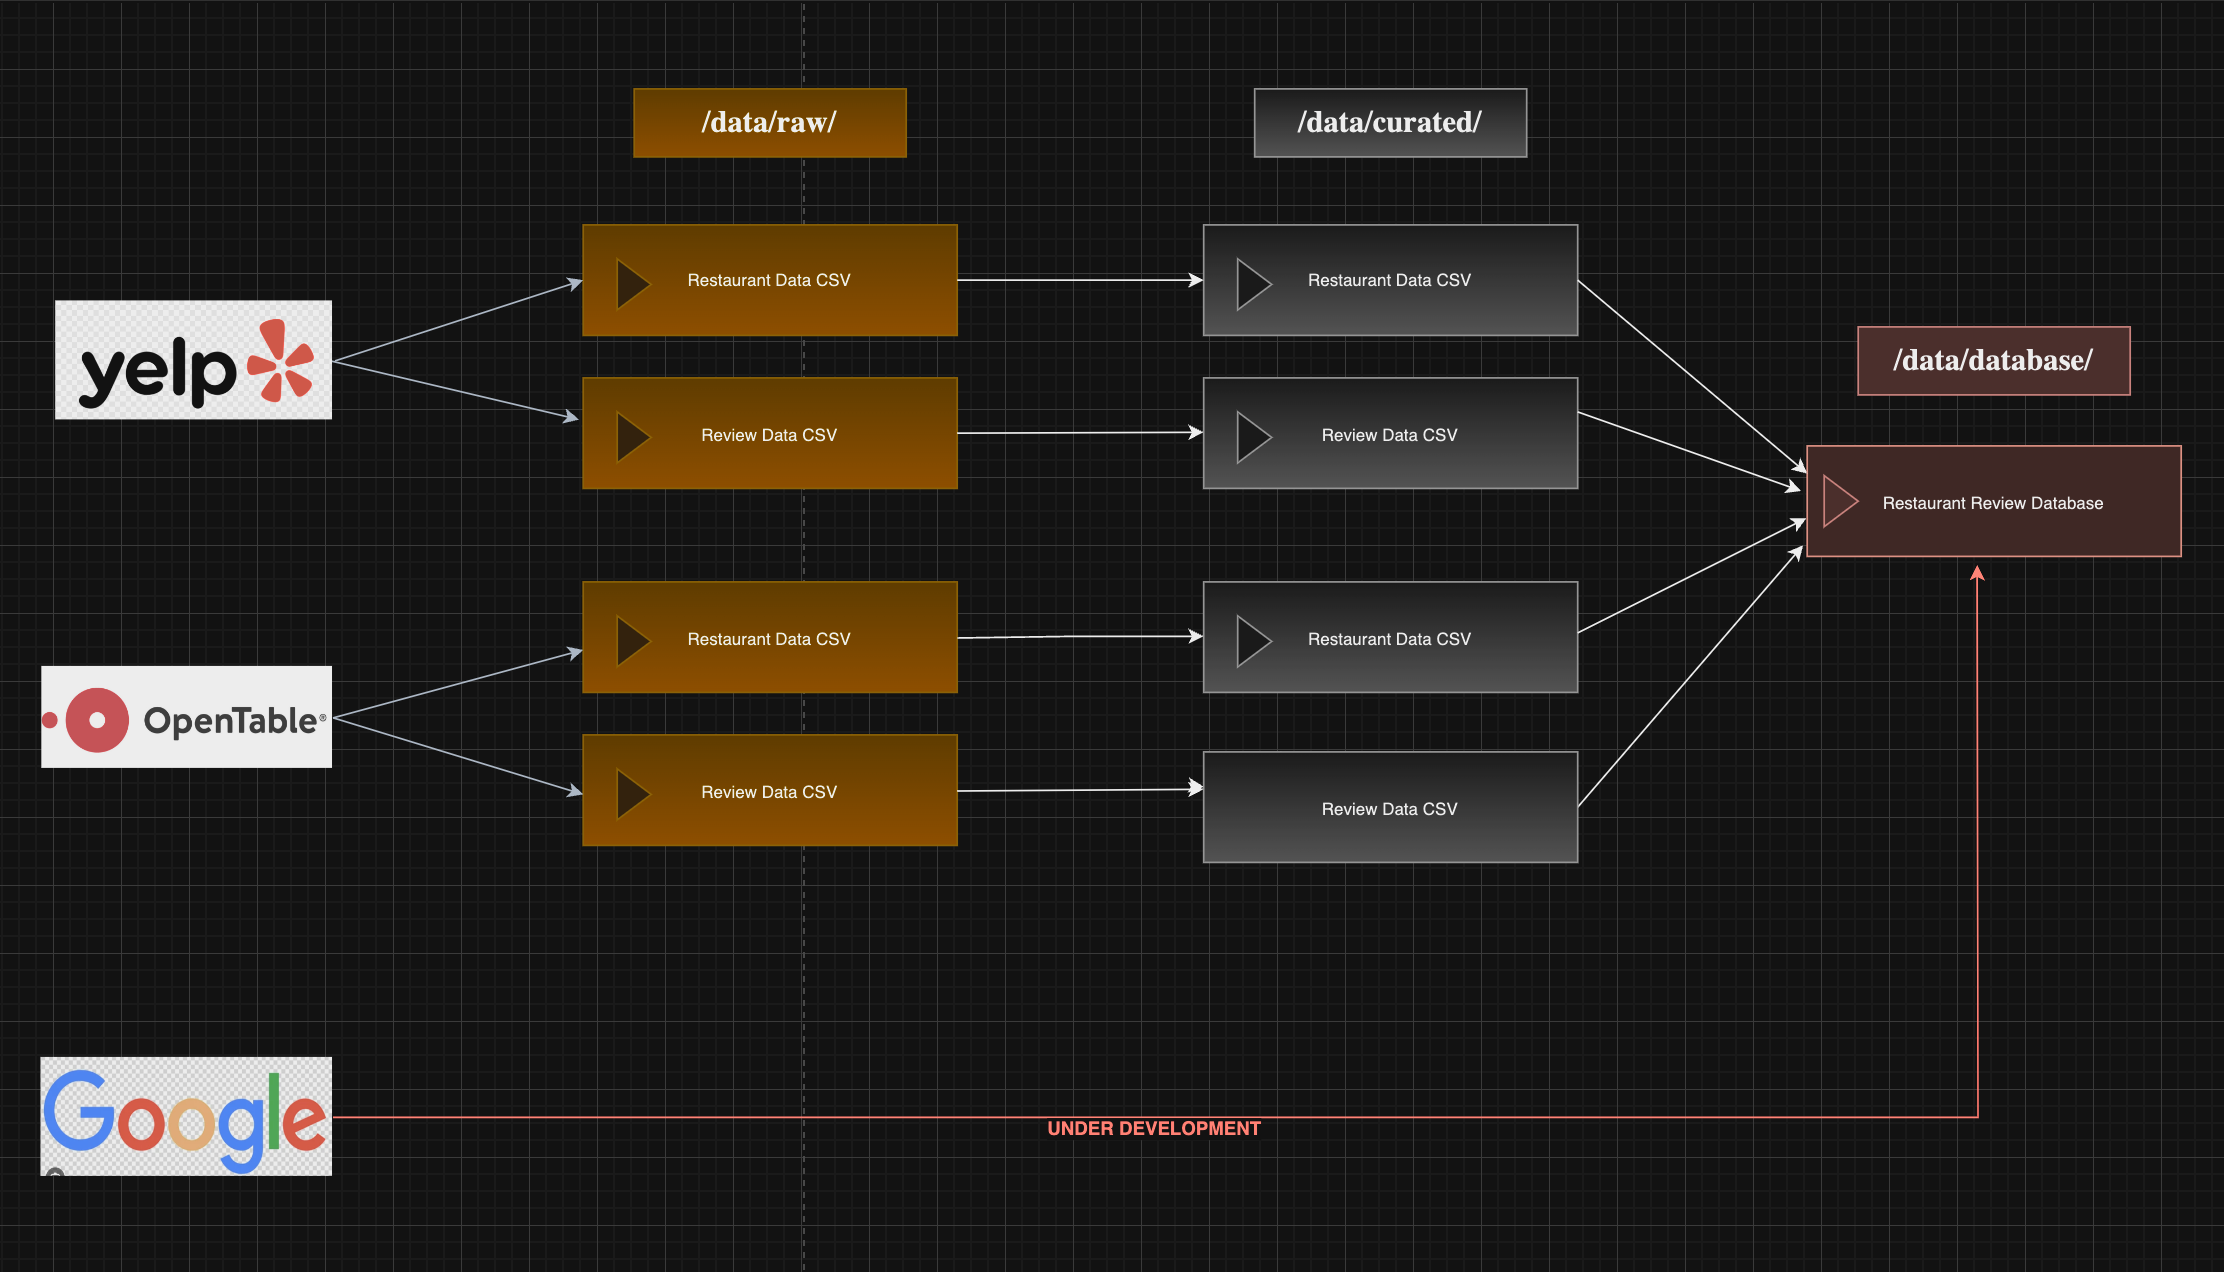 /data/raw/
/data/curated/
Restaurant Data CSV
Restaurant Data CSV
yelp
/data/database/
Review Data CSV
Review Data CSV
Restaurant Review Database
Restaurant Data CSV
Restaurant Data CSV
OpenTable®
Review Data CSV
Review Data CSV
Google
UNDER DEVELOPMENT